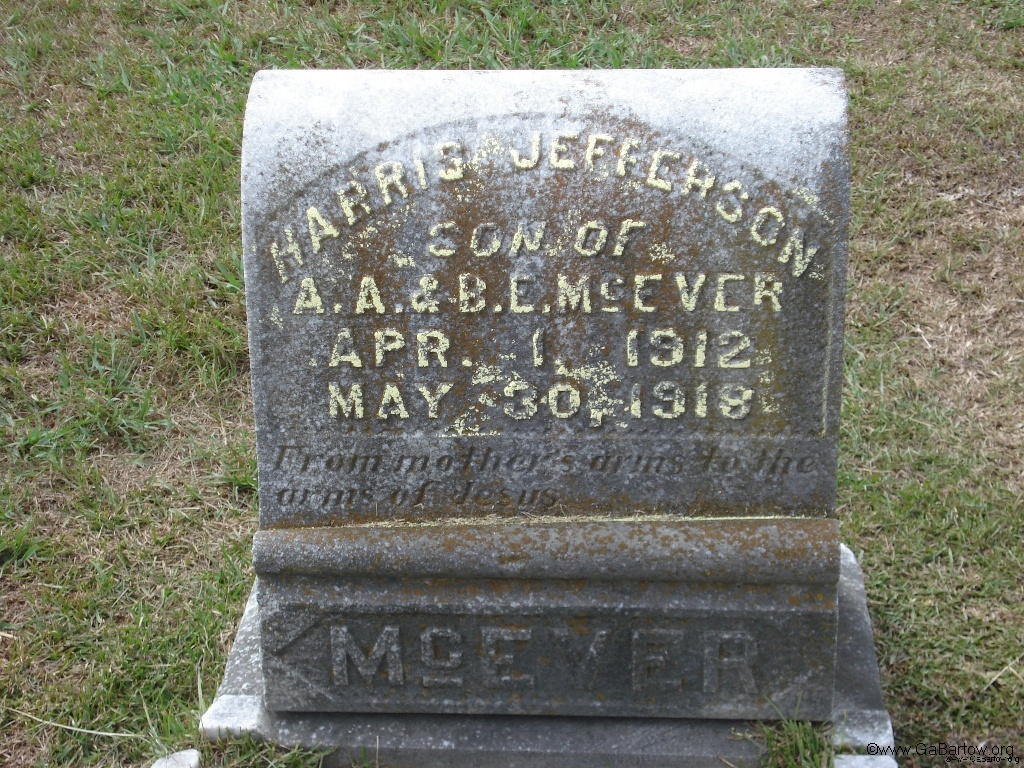 HARRIS JEFFERSON
SON OF
A. A. & B. E. McEVER
APR. 1, 1912
MAY 30, 1918
From mother's arms to the
arms of Jesus
McEVER
©www.GaBartow.org